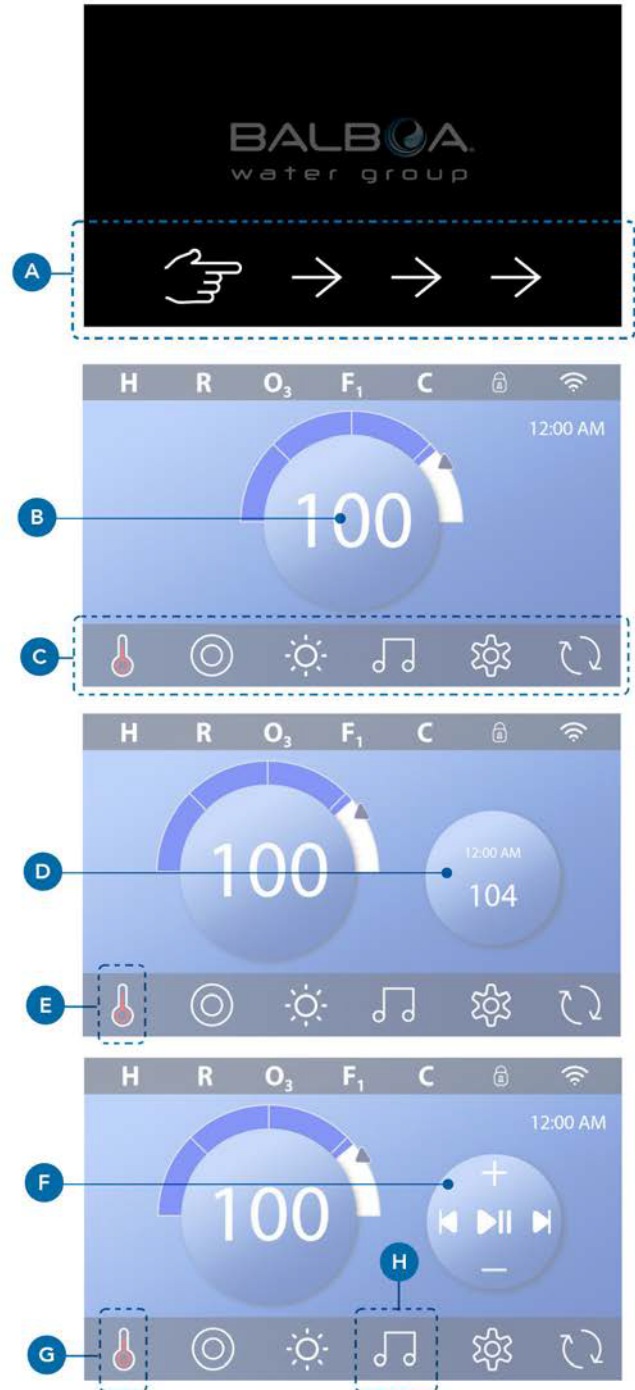 BALBOA.
water group
A
H R O₃ F₁ C
12:00 AM
B
100
C
H R O₃ F₁ C
D
100
12:00 AM
104
E
H R O₃ F₁ C
12:00 AM
F
100
H
G